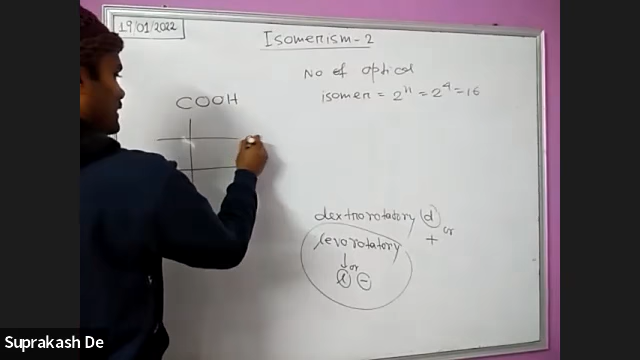 19/01/2022
Isomerism-2
No of optical
isomer = 2^n = 2^4 = 16
COOH
dextrorotatory (d)
or
+
levorotatory
↓ or
l −
Suprakash De